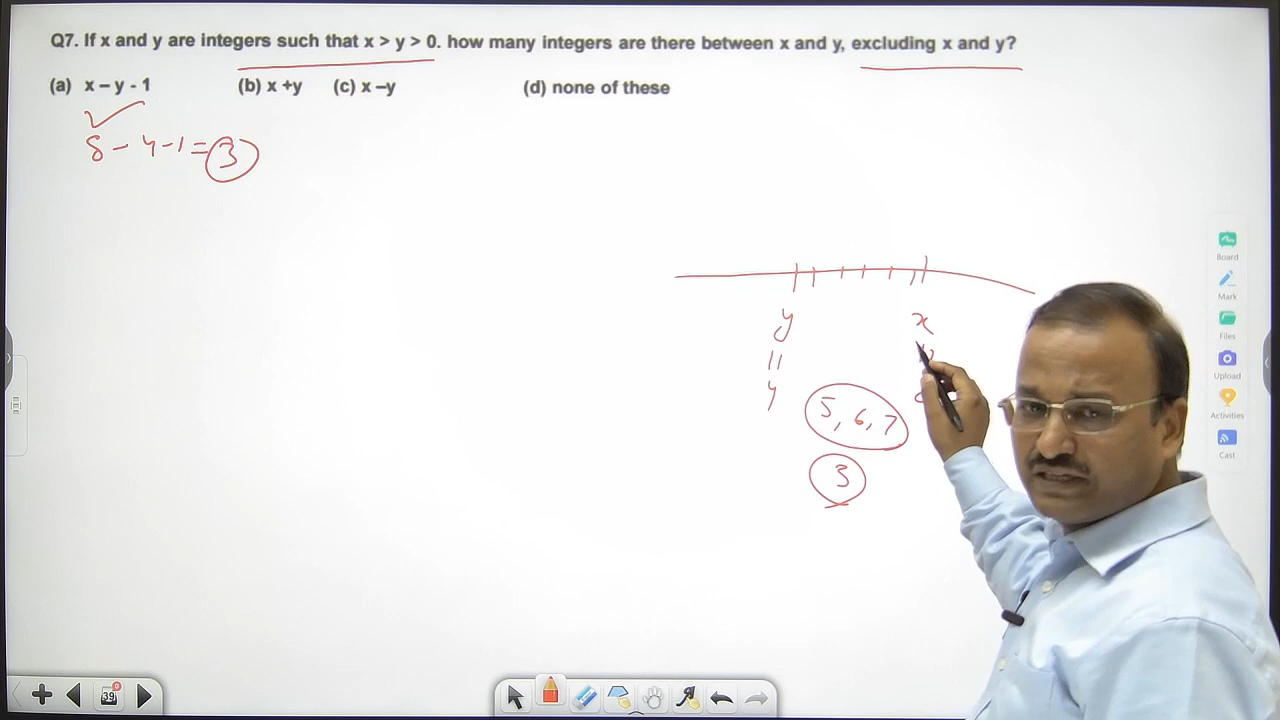 Q7. If x and y are integers such that x > y > 0. how many integers are there between x and y, excluding x and y?
(a) x – y - 1 (b) x +y (c) x –y (d) none of these
8 - 4 - 1 = 3
y x
|| ||
4 5, 6, 7
3
Board
Mark
Files
Upload
Activities
Cast
39